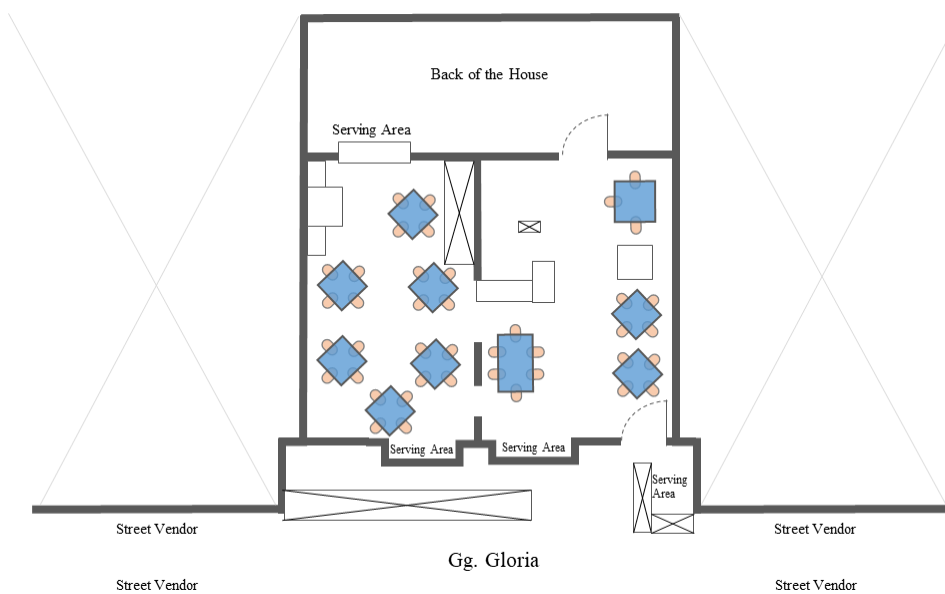 Back of the House
Serving Area
Serving Area
Serving Area
Serving
Area
Street Vendor
Street Vendor
Gg. Gloria
Street Vendor
Street Vendor